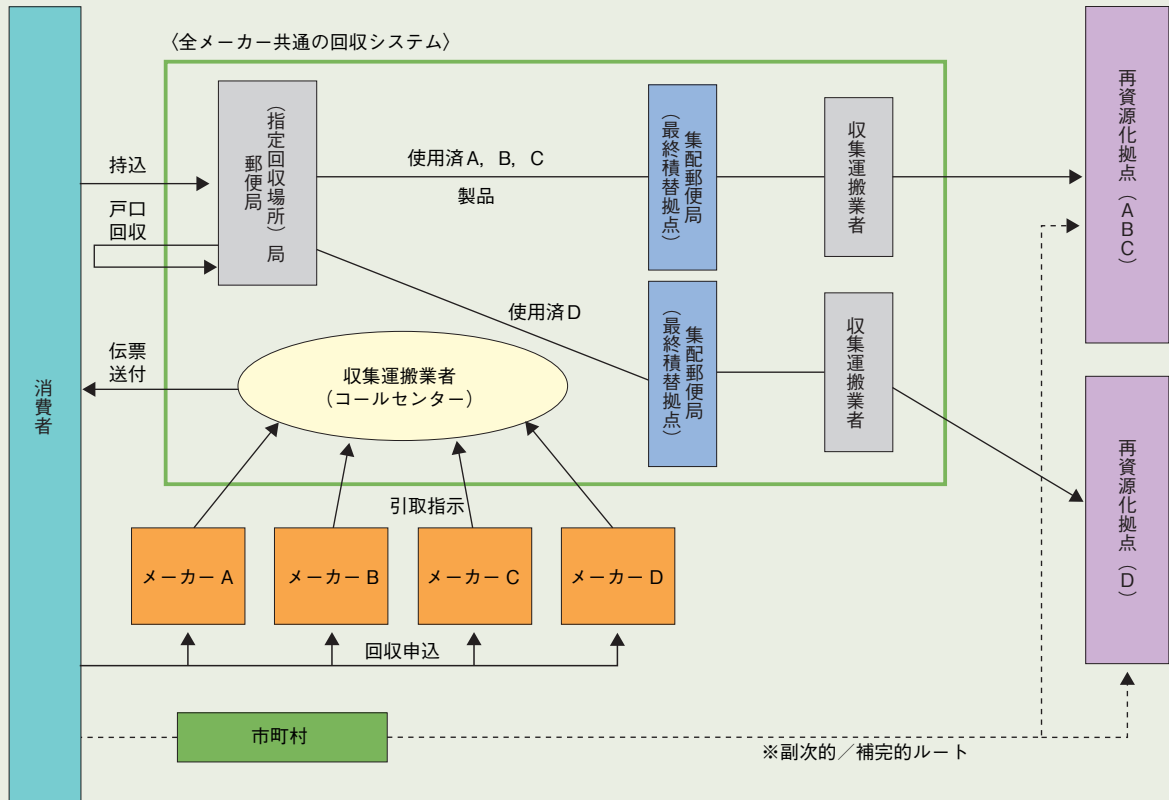 〈全メーカー共通の回収システム〉
消費者
持込
戸口
回収
伝票
送付
郵便局
(指定回収場所)局
使用済A，B，C
製品
使用済D
集配郵便局
(最終積替拠点)
収集運搬業者
再資源化拠点(ABC)
集配郵便局
(最終積替拠点)
収集運搬業者
再資源化拠点(D)
収集運搬業者
(コールセンター)
引取指示
メーカーA
メーカーB
メーカーC
メーカーD
回収申込
市町村
※副次的／補完的ルート